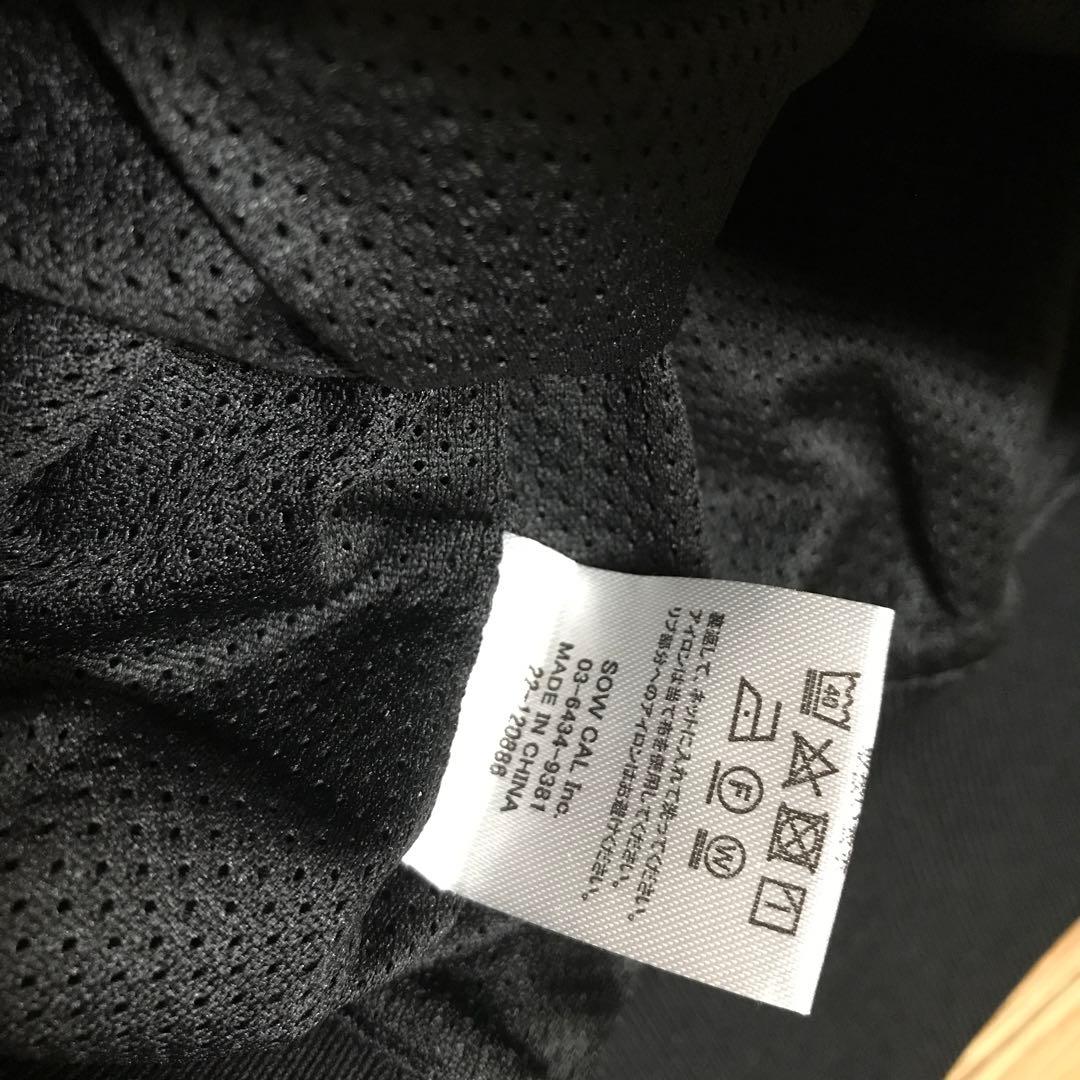 40
1
F
W
裏返して、ネットに入れて洗ってください。
アイロンは当て布を使用してください。
リブ部分へのアイロンはお避けください。
SOW CAL, Inc.
03-6434-9381
MADE IN CHINA
22-120886